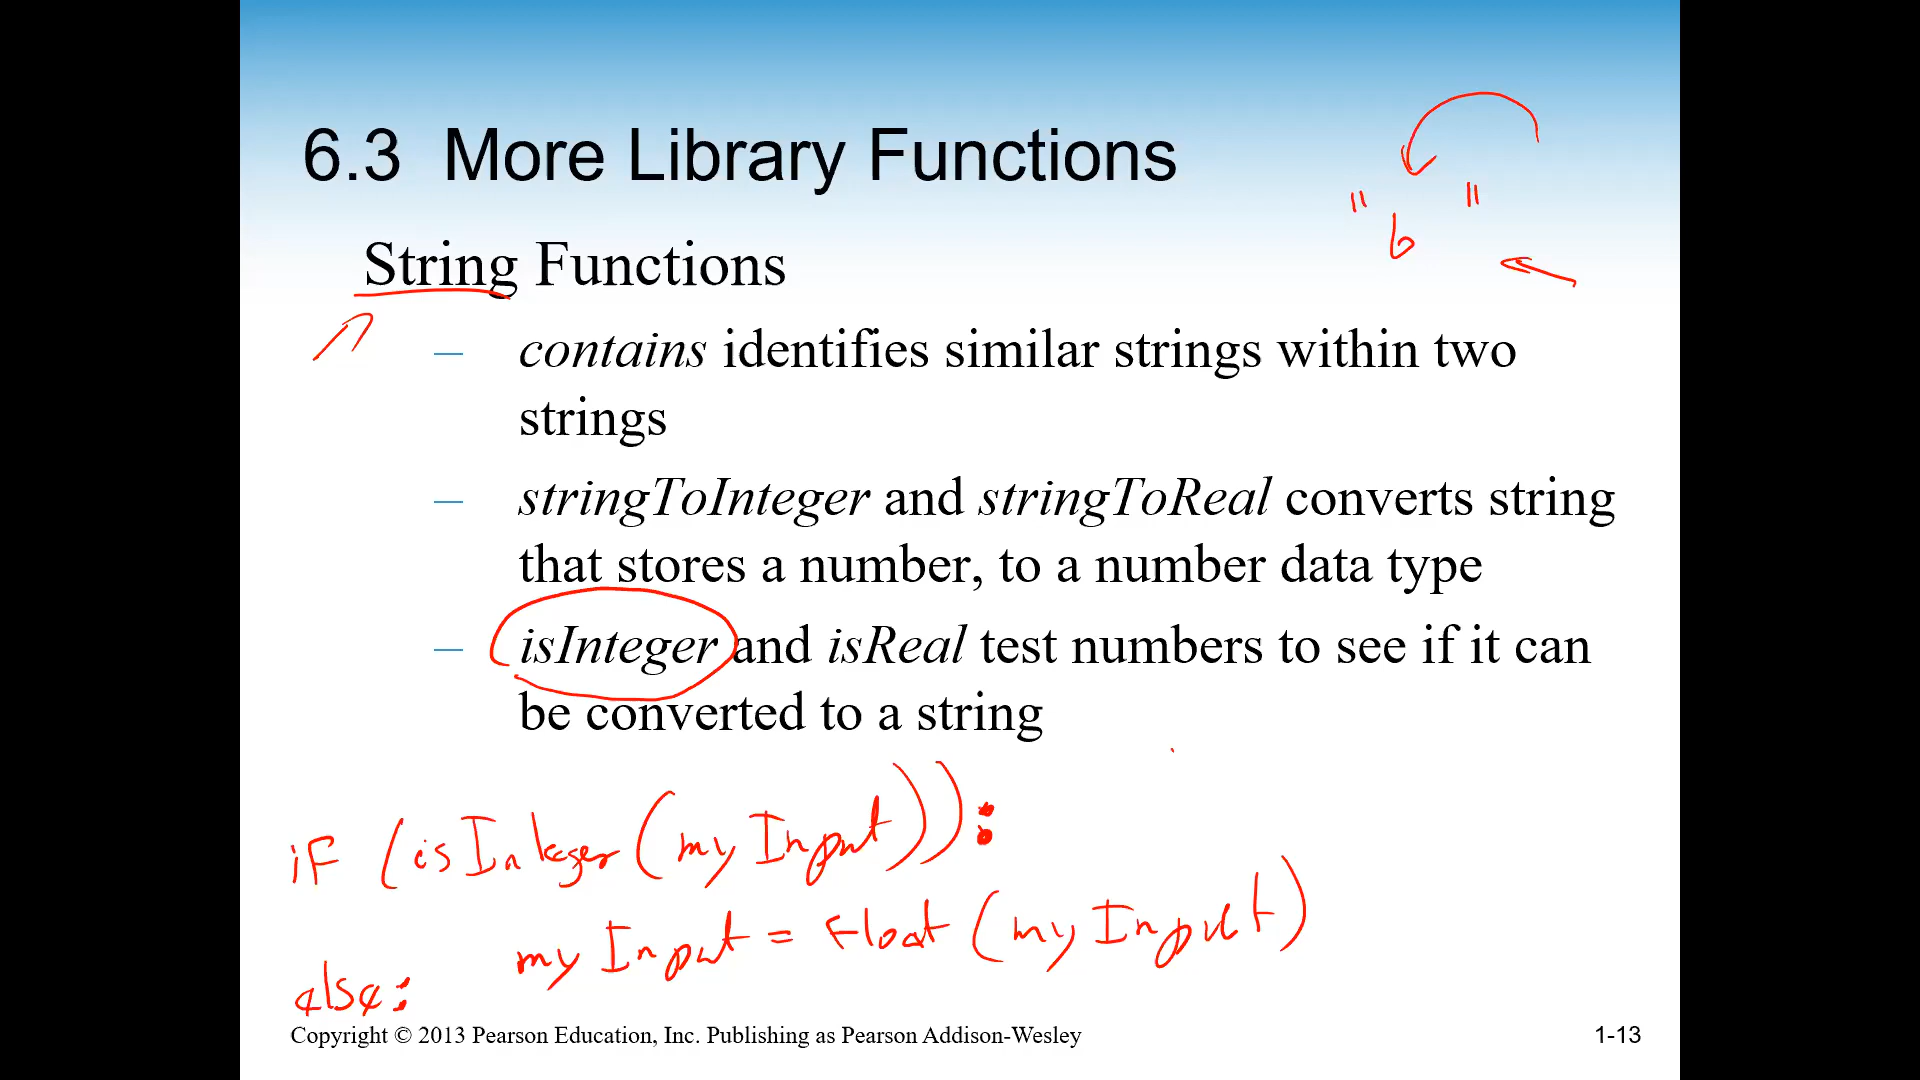 6.3 More Library Functions
" 6 "
String Functions
– contains identifies similar strings within two
strings
– stringToInteger and stringToReal converts string
that stores a number, to a number data type
– isInteger and isReal test numbers to see if it can
be converted to a string
if (isInteger(myInput)):
myInput = float(myInput)
else:
Copyright © 2013 Pearson Education, Inc. Publishing as Pearson Addison-Wesley
1-13